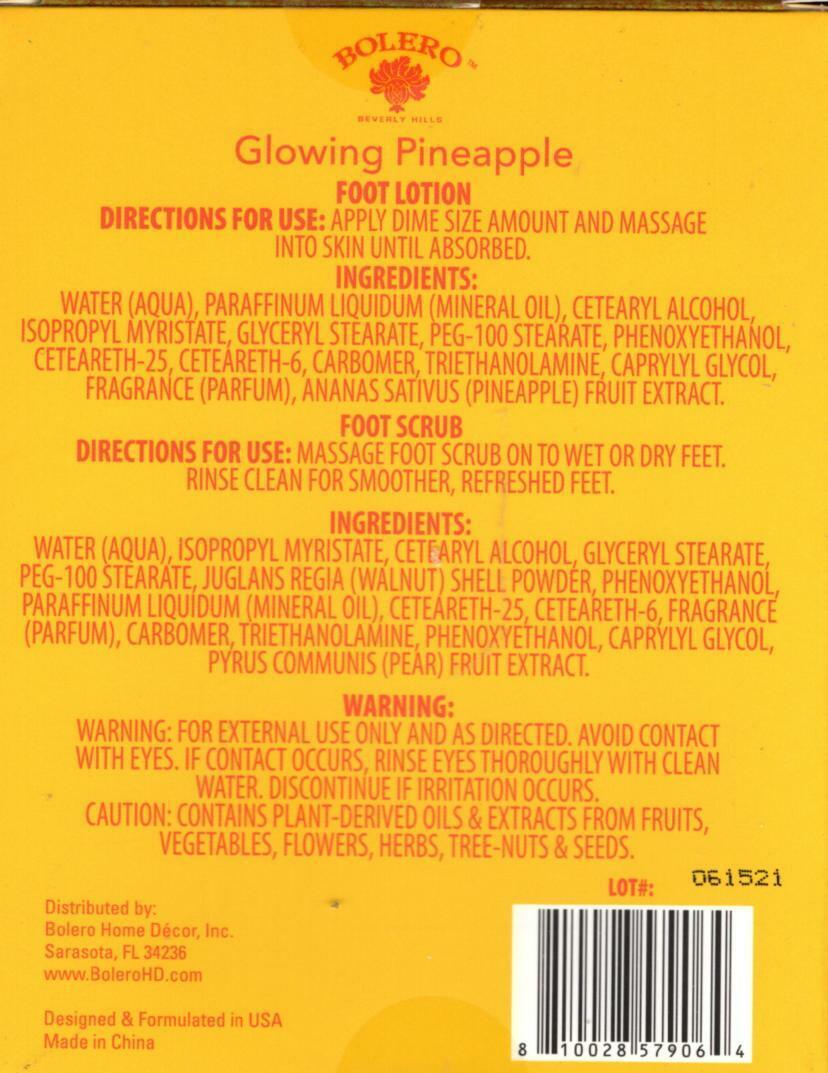 BOLERO™
BEVERLY HILLS
Glowing Pineapple
FOOT LOTION
DIRECTIONS FOR USE: APPLY DIME SIZE AMOUNT AND MASSAGE
INTO SKIN UNTIL ABSORBED.
INGREDIENTS:
WATER (AQUA), PARAFFINUM LIQUIDUM (MINERAL OIL), CETEARYL ALCOHOL,
ISOPROPYL MYRISTATE, GLYCERYL STEARATE, PEG-100 STEARATE, PHENOXYETHANOL,
CETEARETH-25, CETEARETH-6, CARBOMER, TRIETHANOLAMINE, CAPRYLYL GLYCOL,
FRAGRANCE (PARFUM), ANANAS SATIVUS (PINEAPPLE) FRUIT EXTRACT.
FOOT SCRUB
DIRECTIONS FOR USE: MASSAGE FOOT SCRUB ON TO WET OR DRY FEET.
RINSE CLEAN FOR SMOOTHER, REFRESHED FEET.
INGREDIENTS:
WATER (AQUA), ISOPROPYL MYRISTATE, CETEARYL ALCOHOL, GLYCERYL STEARATE,
PEG-100 STEARATE, JUGLANS REGIA (WALNUT) SHELL POWDER, PHENOXYETHANOL,
PARAFFINUM LIQUIDUM (MINERAL OIL), CETEARETH-25, CETEARETH-6, FRAGRANCE
(PARFUM), CARBOMER, TRIETHANOLAMINE, PHENOXYETHANOL, CAPRYLYL GLYCOL,
PYRUS COMMUNIS (PEAR) FRUIT EXTRACT.
WARNING:
WARNING: FOR EXTERNAL USE ONLY AND AS DIRECTED. AVOID CONTACT
WITH EYES. IF CONTACT OCCURS, RINSE EYES THOROUGHLY WITH CLEAN
WATER. DISCONTINUE IF IRRITATION OCCURS.
CAUTION: CONTAINS PLANT-DERIVED OILS & EXTRACTS FROM FRUITS,
VEGETABLES, FLOWERS, HERBS, TREE-NUTS & SEEDS.
LOT#: 061521
Distributed by:
Bolero Home Décor, Inc.
Sarasota, FL 34236
www.BoleroHD.com
Designed & Formulated in USA
Made in China
8 10028 57906 4